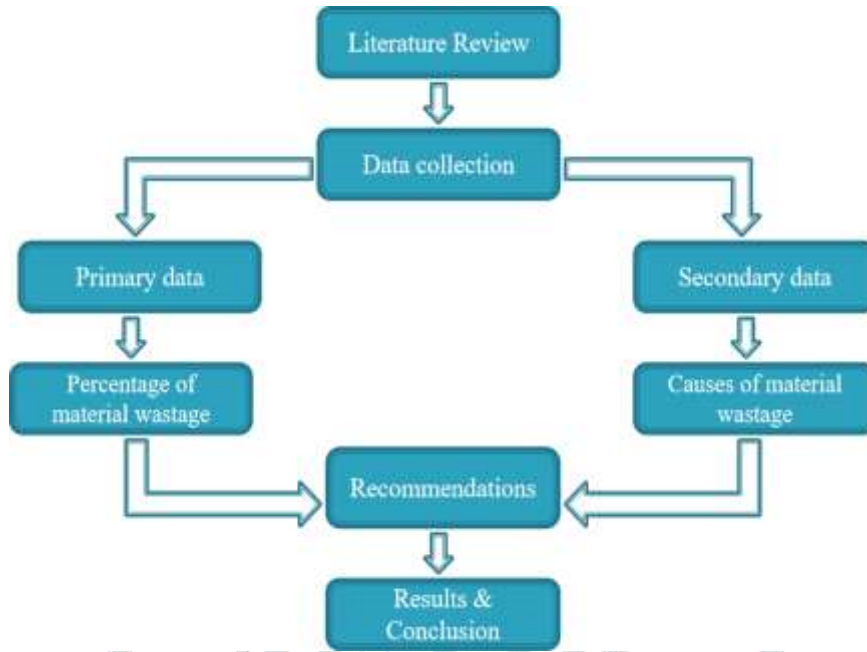 Literature Review
Data collection
Primary data
Secondary data
Percentage of
material wastage
Causes of material
wastage
Recommendations
Results &
Conclusion